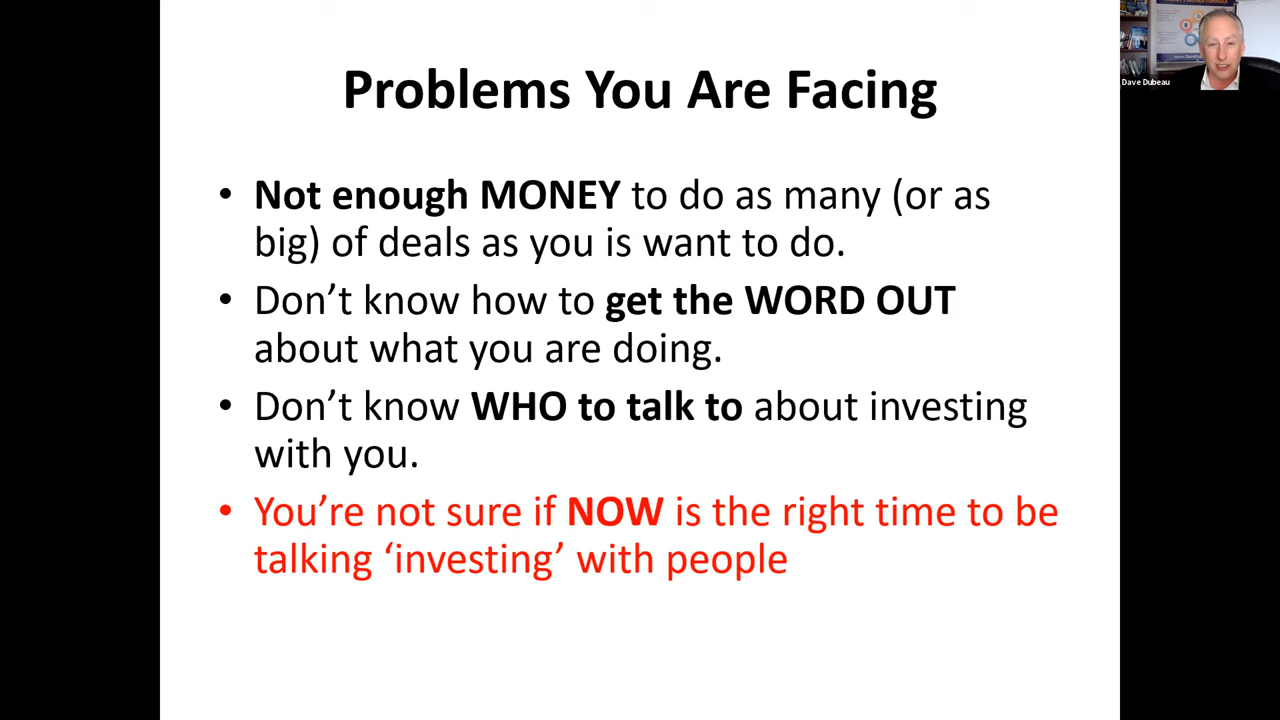 Problems You Are Facing
• Not enough MONEY to do as many (or as
big) of deals as you is want to do.
• Don’t know how to get the WORD OUT
about what you are doing.
• Don’t know WHO to talk to about investing
with you.
• You’re not sure if NOW is the right time to be
talking ‘investing’ with people
Dave Dubeau